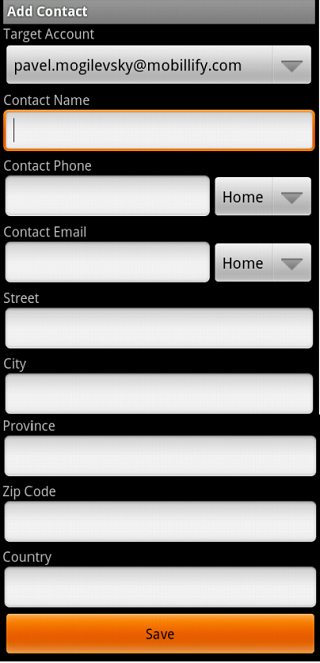 Add Contact
Target Account
pavel.mogilevsky@mobillify.com
Contact Name
Contact Phone
Home
Contact Email
Home
Street
City
Province
Zip Code
Country
Save